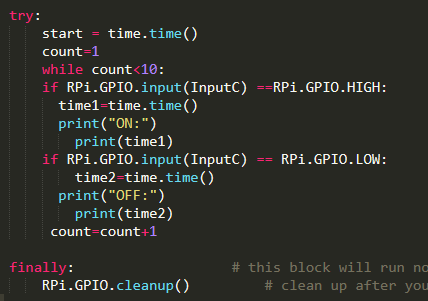 try:
    start = time.time()
    count=1
    while count<10:
    if RPi.GPIO.input(InputC) ==RPi.GPIO.HIGH:
      time1=time.time()
      print("ON:")
        print(time1)
    if RPi.GPIO.input(InputC) == RPi.GPIO.LOW:
        time2=time.time()
      print("OFF:")
        print(time2)
     count=count+1

finally:                   # this block will run no
    RPi.GPIO.cleanup()         # clean up after you